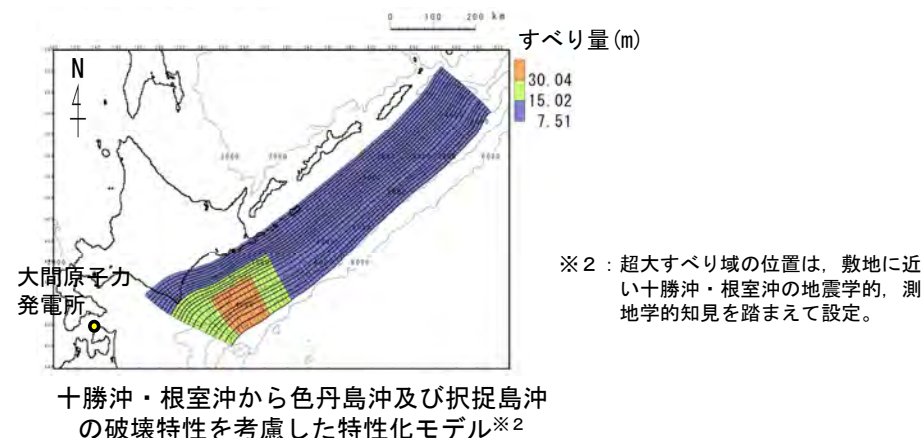 0 100 200 km
すべり量(m)
N
30.04
15.02
7.51
大間原子力
発電所
※2：超大すべり域の位置は，敷地に近
い十勝沖・根室沖の地震学的，測
地学的知見を踏まえて設定。
十勝沖・根室沖から色丹島沖及び択捉島沖
の破壊特性を考慮した特性化モデル※2